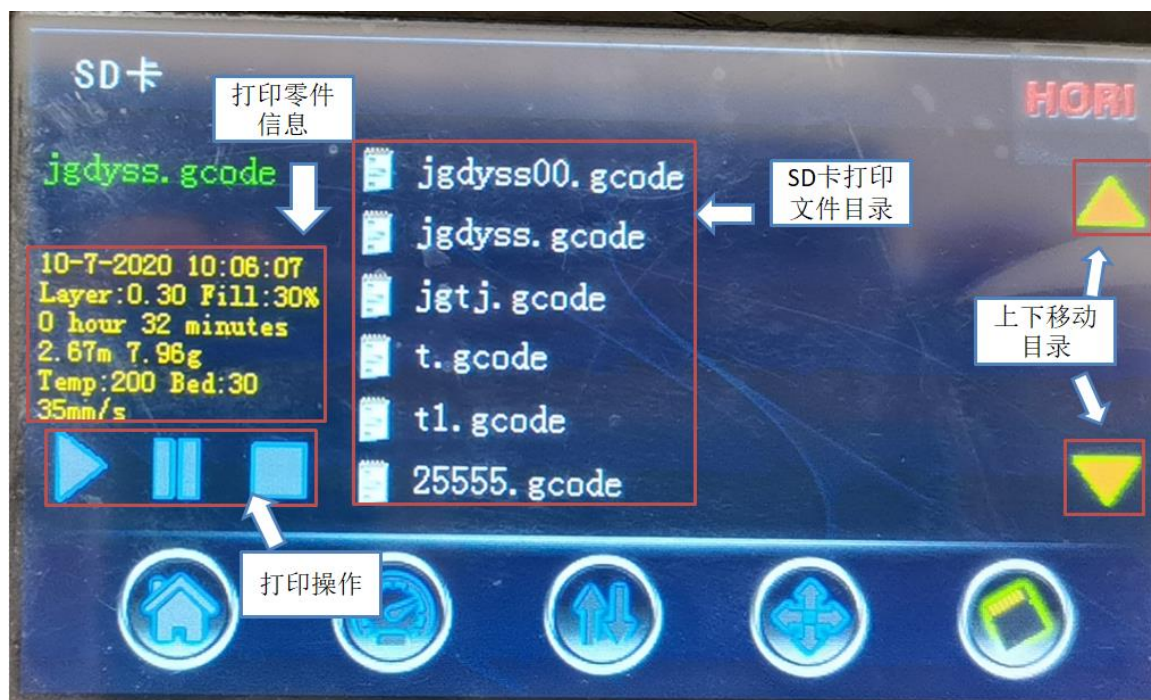 SD卡
打印零件
信息
HORI
jgdyss.gcode
10-7-2020 10:06:07
Layer:0.30 Fill:30%
0 hour 32 minutes
2.67m 7.96g
Temp:200 Bed:30
35mm/s
jgdyss00.gcode
jgdyss.gcode
jgtj.gcode
t.gcode
tl.gcode
25555.gcode
SD卡打印
文件目录
上下移动
目录
打印操作